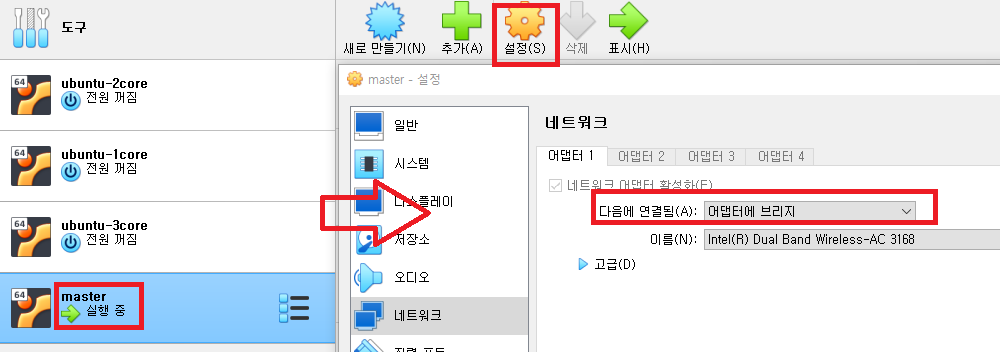 도구
64
ubuntu-2core
전원 꺼짐
64
ubuntu-1core
전원 꺼짐
64
ubuntu-3core
전원 꺼짐
64
master
실행 중
새로 만들기(N) 추가(A) 설정(S) 삭제 표시(H)
master - 설정
일반
시스템
디스플레이
저장소
오디오
네트워크
직렬 포트
네트워크
어댑터 1 어댑터 2 어댑터 3 어댑터 4
네트워크 어댑터 활성화(E)
다음에 연결됨(A): 어댑터에 브리지
이름(N): Intel(R) Dual Band Wireless-AC 3168
고급(D)